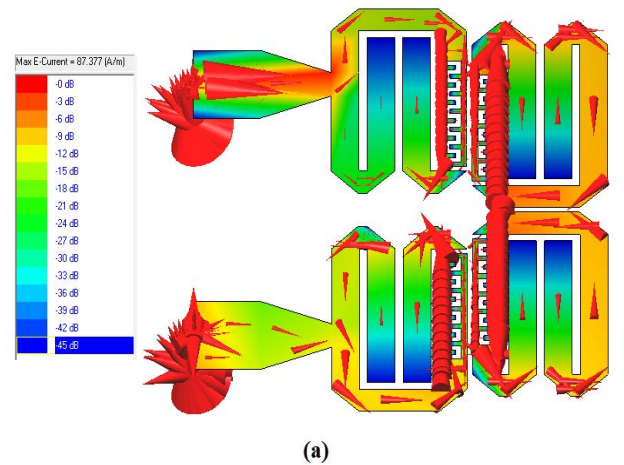 Max E-Current = 87.377 (A/m)
-0 dB
-3 dB
-6 dB
-9 dB
-12 dB
-15 dB
-18 dB
-21 dB
-24 dB
-27 dB
-30 dB
-33 dB
-36 dB
-39 dB
-42 dB
-45 dB
(a)